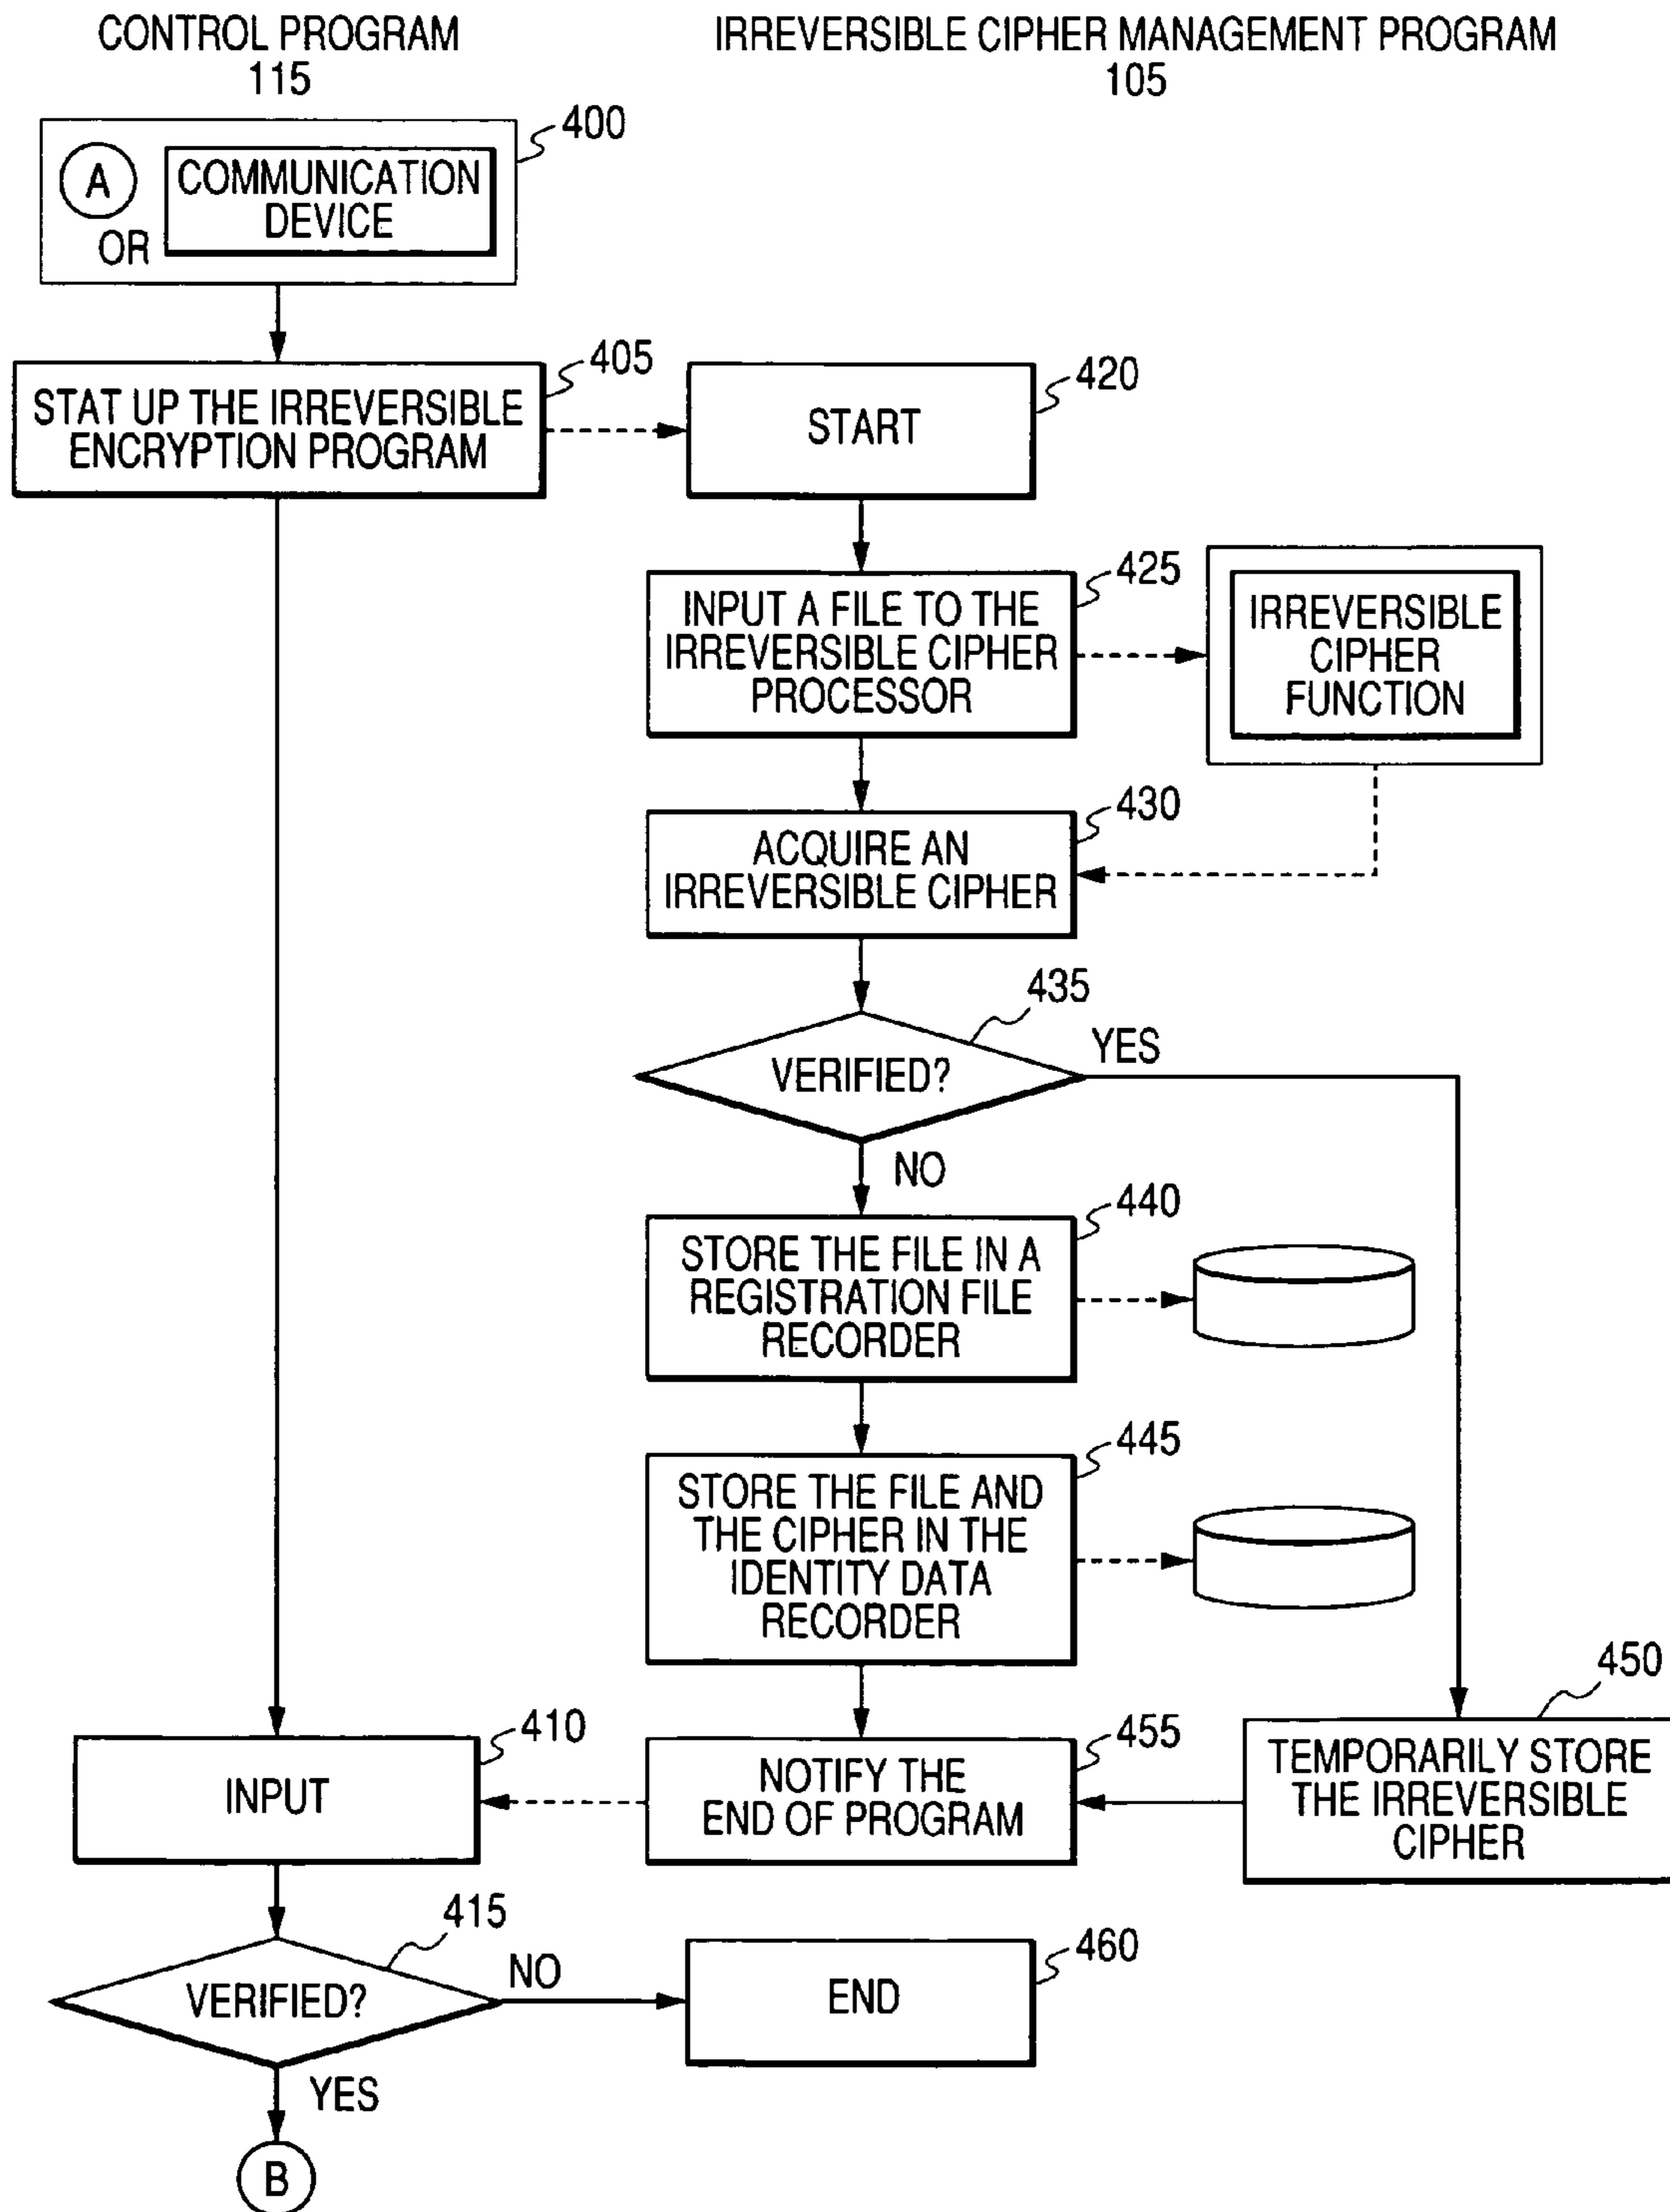 CONTROL PROGRAM
115
IRREVERSIBLE CIPHER MANAGEMENT PROGRAM
105
400
A
OR
COMMUNICATION
DEVICE
405
STAT UP THE IRREVERSIBLE
ENCRYPTION PROGRAM
420
START
425
INPUT A FILE TO THE
IRREVERSIBLE CIPHER
PROCESSOR
IRREVERSIBLE
CIPHER
FUNCTION
430
ACQUIRE AN
IRREVERSIBLE CIPHER
435
VERIFIED?
YES
NO
440
STORE THE FILE IN A
REGISTRATION FILE
RECORDER
445
STORE THE FILE AND
THE CIPHER IN THE
IDENTITY DATA
RECORDER
450
TEMPORARILY STORE
THE IRREVERSIBLE
CIPHER
455
NOTIFY THE
END OF PROGRAM
410
INPUT
415
VERIFIED?
NO
460
END
YES
B